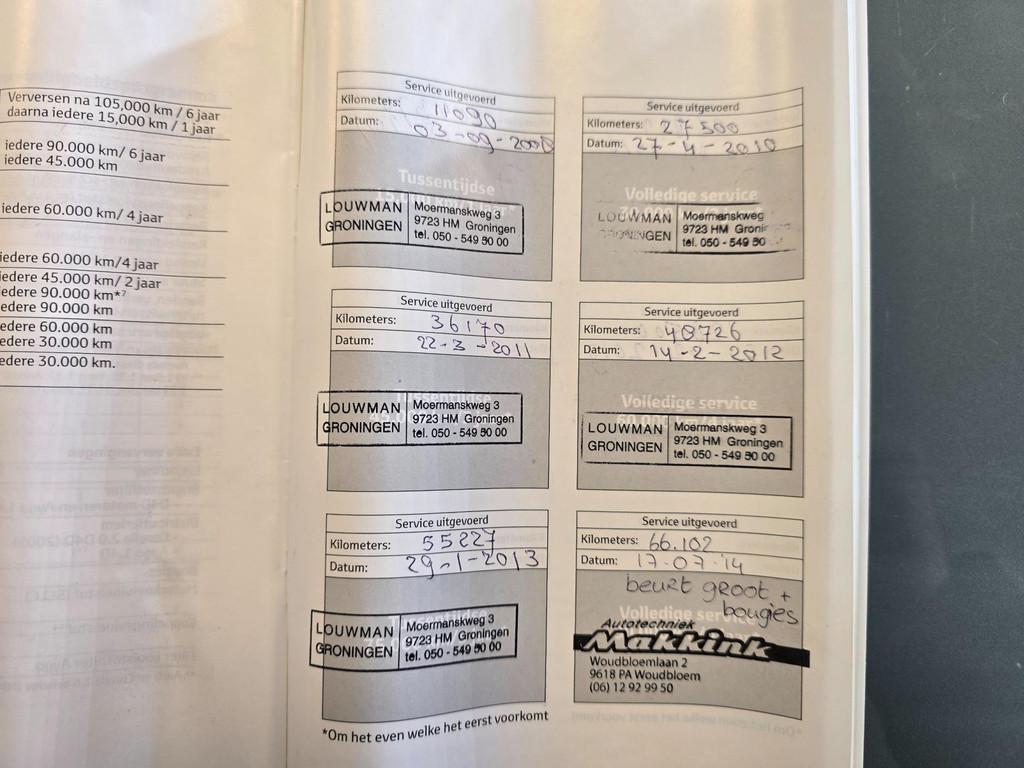 Verversen na 105,000 km / 6 jaar
daarna iedere 15,000 km / 1 jaar
iedere 90.000 km/ 6 jaar
iedere 45.000 km
iedere 60.000 km/ 4 jaar
iedere 60.000 km/4 jaar
iedere 45.000 km/ 2 jaar
iedere 90.000 km*⁷
edere 90.000 km
edere 60.000 km
edere 30.000 km
edere 30.000 km.
Service uitgevoerd
Kilometers: 11090
Datum: 03-09-2008
Tussentijdse
LOUWMAN GRONINGEN
Moermanskweg 3
9723 HM Groningen
tel. 050 - 549 50 00
Service uitgevoerd
Kilometers: 27500
Datum: 27-4-2010
Volledige service
LOUWMAN
Moermanskweg
9723 HM Gronin
tel. 050 - 549 50
Service uitgevoerd
Kilometers: 36170
Datum: 22-3-2011
Tussentijdse
LOUWMAN GRONINGEN
Moermanskweg 3
9723 HM Groningen
tel. 050 - 549 50 00
Service uitgevoerd
Kilometers: 48726
Datum: 14-2-2012
Volledige service
LOUWMAN GRONINGEN
Moermanskweg 3
9723 HM Groningen
tel. 050 - 549 50 00
Service uitgevoerd
Kilometers: 55827
Datum: 29-1-2013
LOUWMAN GRONINGEN
Moermanskweg 3
9723 HM Groningen
tel. 050 - 549 50 00
Service uitgevoerd
Kilometers: 66.102
Datum: 17-07-14
beurt groot +
bougies
Volledige service
Autotechniek
Makkink
Woudbloemlaan 2
9618 PA Woudbloem
(06) 12 92 99 50
*Om het even welke het eerst voorkomt